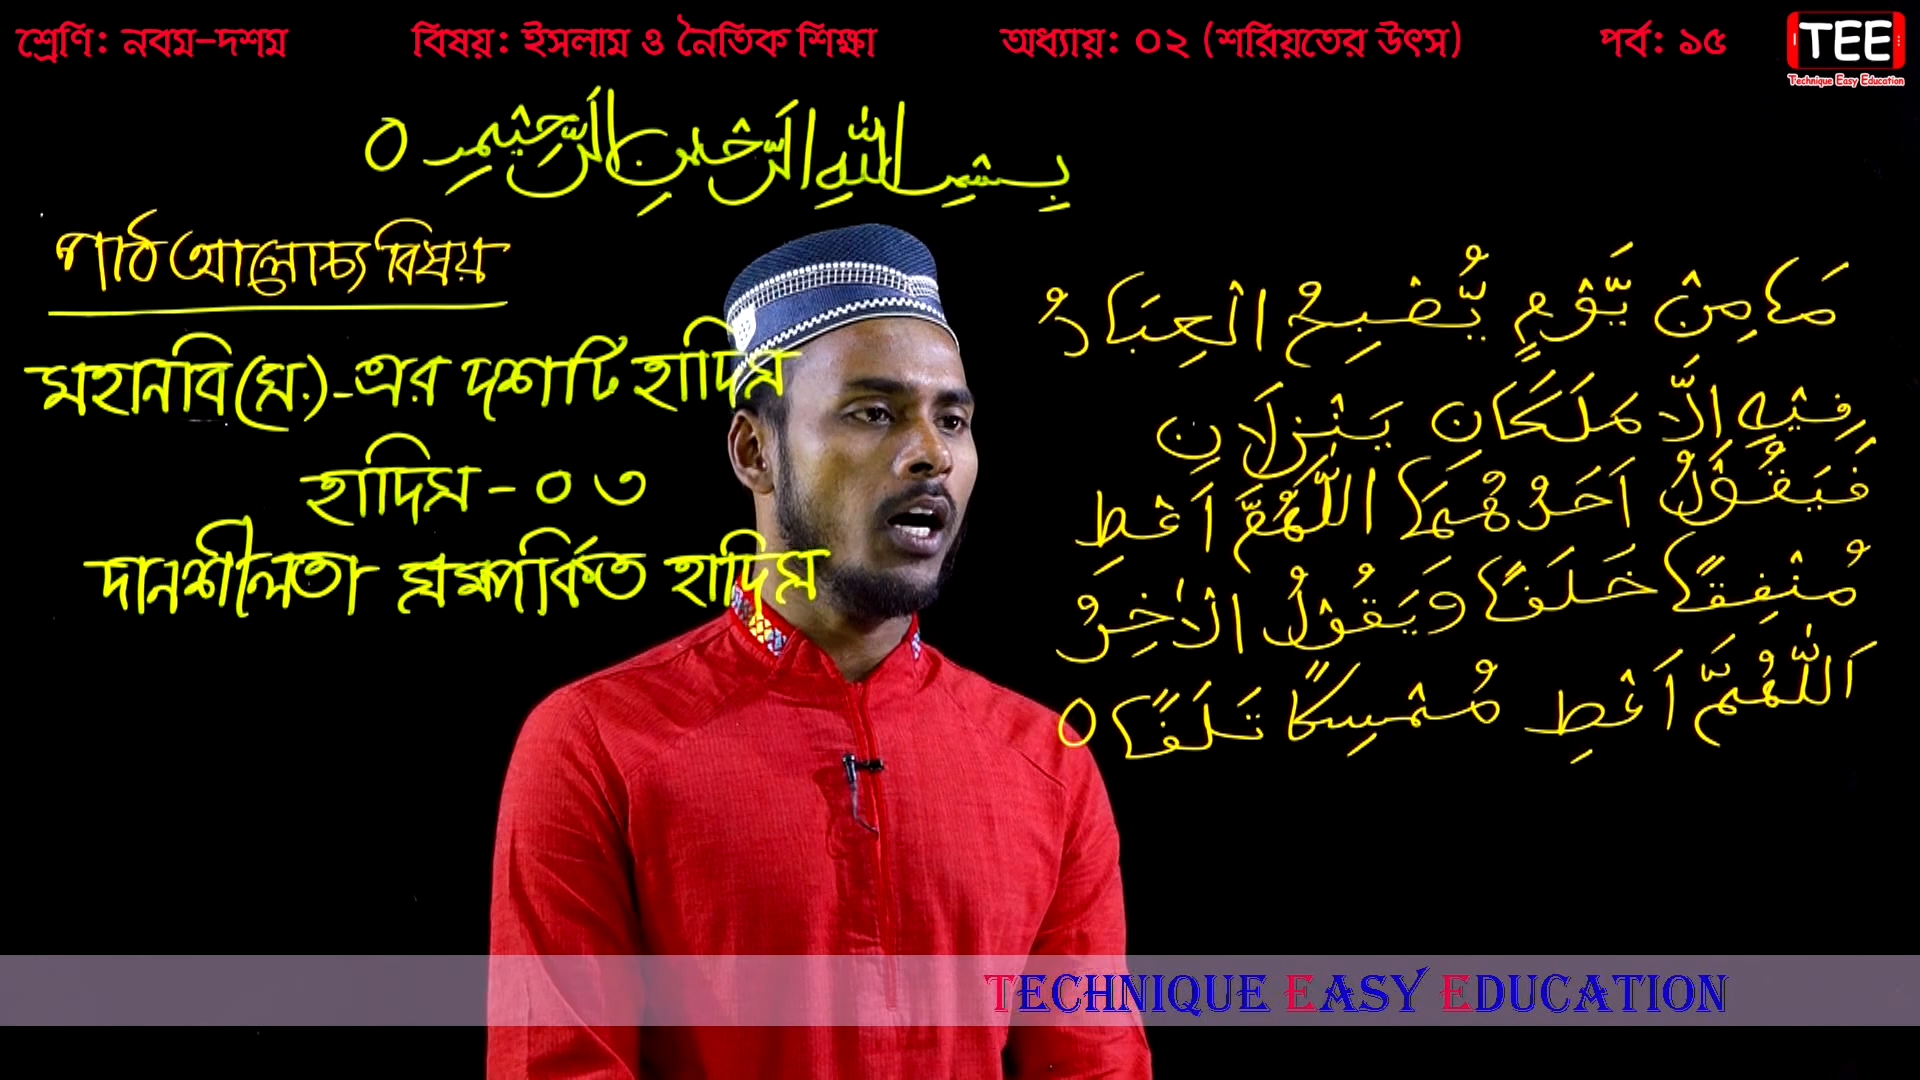 শ্রেণি: নবম-দশম বিষয়: ইসলাম ও নৈতিক শিক্ষা অধ্যায়: ০২ (শরিয়তের উৎস) পর্ব: ১৫
TEE
Technique Easy Education
بِسْمِ اللّٰهِ الرَّحْمٰنِ الرَّحِيْمِ ०
পাঠ আলোচ্য বিষয়
মহানবি (স.)-এর দশটি হাদিস
হাদিস - ০৩
দানশীলতা সম্পর্কিত হাদিস
مَا مِنْ يَّوْمٍ يُّصْبِحُ الْعِبَادُ
فِيْهِ اِلَّا مَلَكَانِ يَنْزِلَانِ
فَيَقُوْلُ اَحَدُهُمَا اَللّٰهُمَّ اَعْطِ
مُنْفِقًا خَلَفًا وَيَقُوْلُ الْاٰخِرُ
اَللّٰهُمَّ اَعْطِ مُمْسِكًا تَلَفًا ०
TECHNIQUE EASY EDUCATION